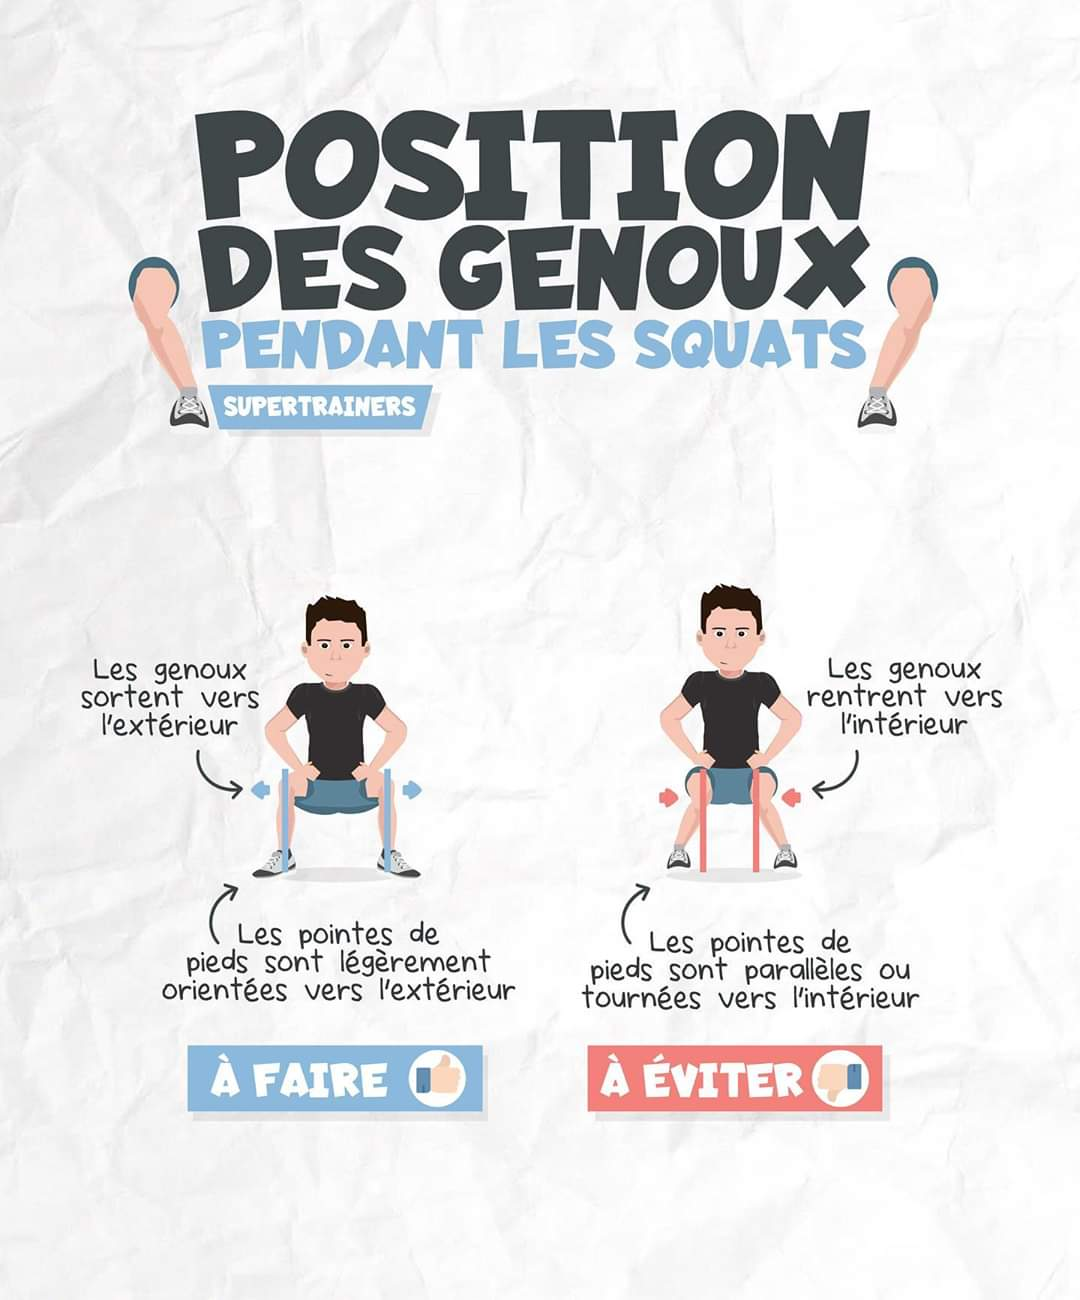 POSITION
DES GENOUX
PENDANT LES SQUATS
SUPERTRAINERS
Les genoux
sortent vers
l'extérieur
Les genoux
rentrent vers
l'intérieur
Les pointes de
pieds sont légèrement
orientées vers l'extérieur
Les pointes de
pieds sont parallèles ou
tournées vers l'intérieur
À FAIRE
À ÉVITER